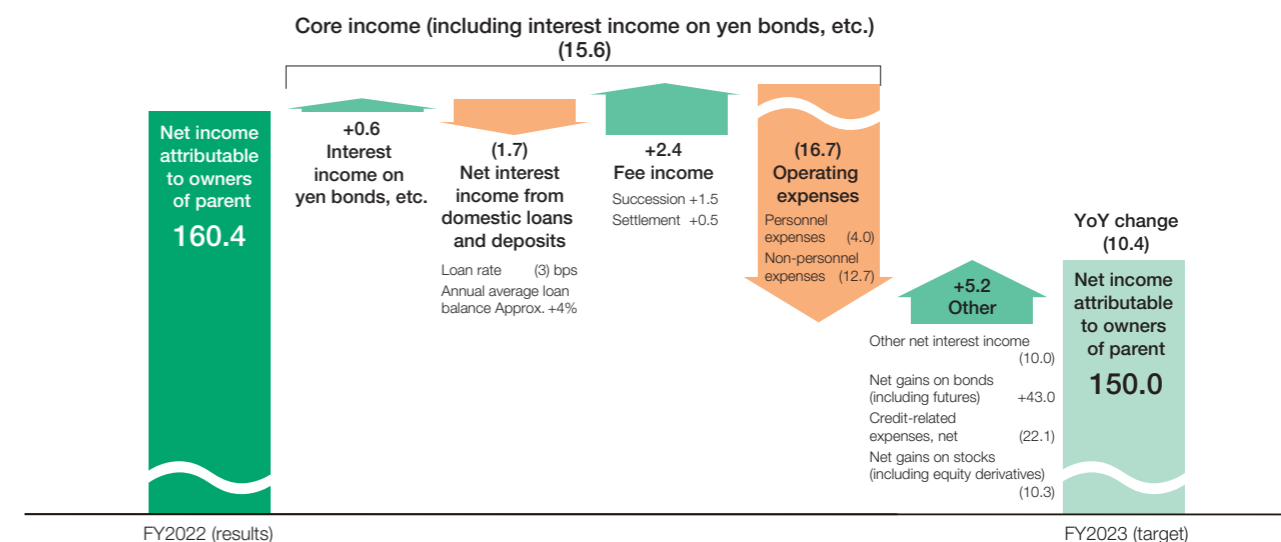 Core income (including interest income on yen bonds, etc.)
(15.6)
Net income
attributable
to owners
of parent
160.4
+0.6
Interest
income on
yen bonds, etc.
(1.7)
Net interest
income from
domestic loans
and deposits
Loan rate (3) bps
Annual average loan
balance Approx. +4%
+2.4
Fee income
Succession +1.5
Settlement +0.5
(16.7)
Operating
expenses
Personnel
expenses (4.0)
Non-personnel
expenses (12.7)
+5.2
Other
Other net interest income
(10.0)
Net gains on bonds
(including futures) +43.0
Credit-related
expenses, net (22.1)
Net gains on stocks
(including equity derivatives)
(10.3)
YoY change
(10.4)
Net income
attributable
to owners
of parent
150.0
FY2022 (results)
FY2023 (target)